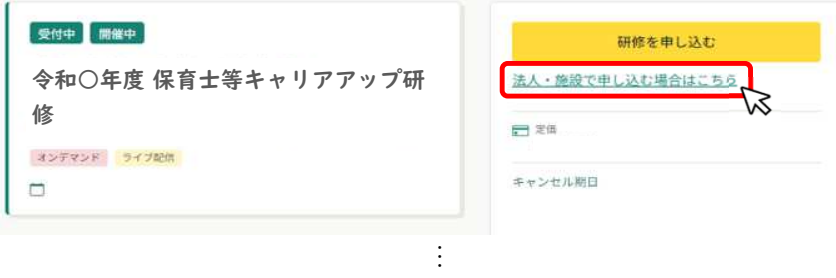 受付中 開催中
令和〇年度 保育士等キャリアアップ研
修
オンデマンド ライブ配信
研修を申し込む
法人・施設で申し込む場合はこちら
定価
キャンセル期日
⋮